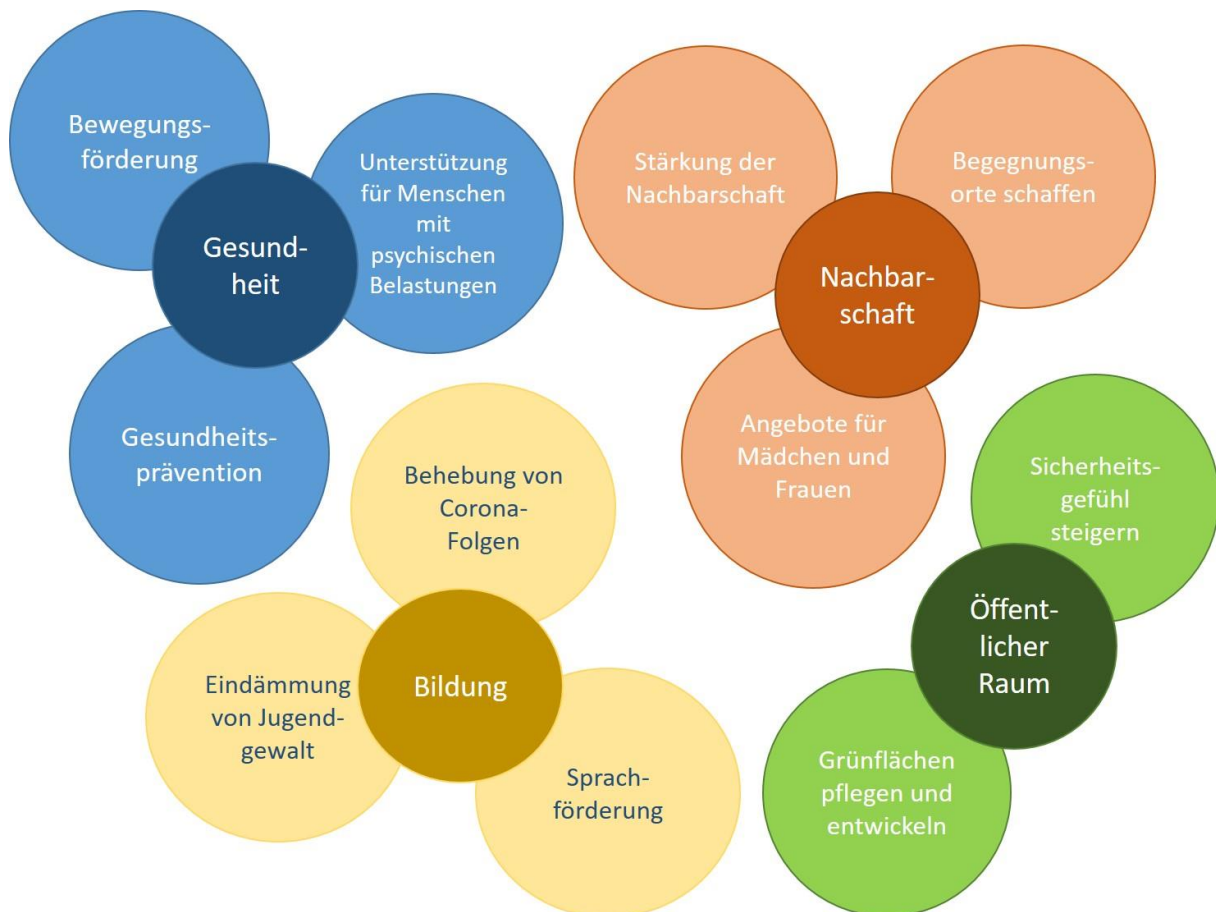 Bewegungs-
förderung
Unterstützung
für Menschen
mit
psychischen
Belastungen
Gesund-
heit
Gesundheits-
prävention
Stärkung der
Nachbarschaft
Begegnungs-
orte schaffen
Nachbar-
schaft
Angebote für
Mädchen und
Frauen
Behebung von
Corona-
Folgen
Eindämmung
von Jugend-
gewalt
Bildung
Sprach-
förderung
Sicherheits-
gefühl
steigern
Öffent-
licher
Raum
Grünflächen
pflegen und
entwickeln